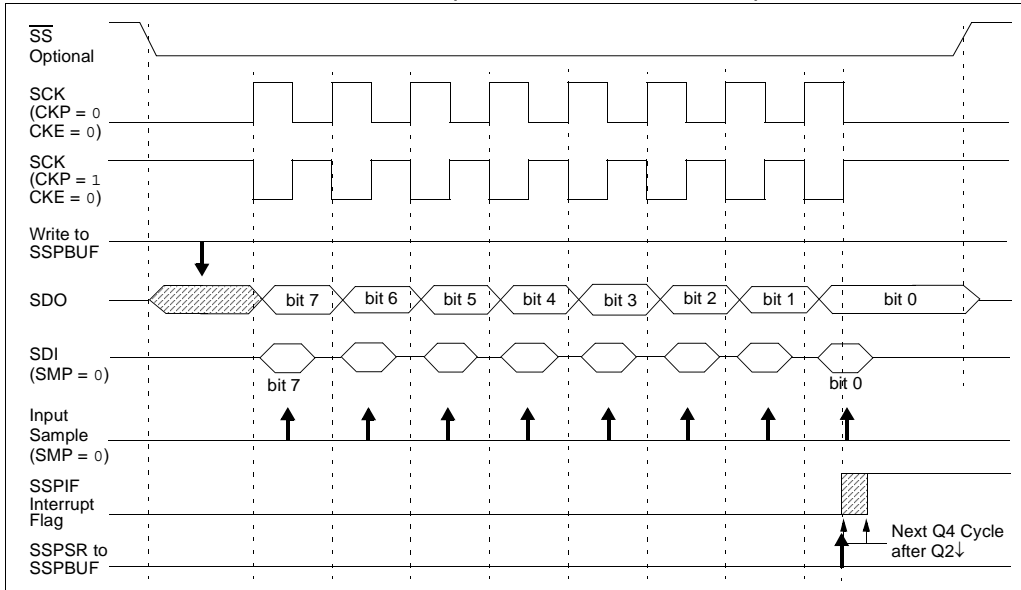 SS
Optional
SCK
(CKP = 0
CKE = 0)
SCK
(CKP = 1
CKE = 0)
Write to
SSPBUF
SDO
bit 7 bit 6 bit 5 bit 4 bit 3 bit 2 bit 1 bit 0
SDI
(SMP = 0)
bit 7 bit 0
Input
Sample
(SMP = 0)
SSPIF
Interrupt
Flag
Next Q4 Cycle
after Q2↓
SSPSR to
SSPBUF